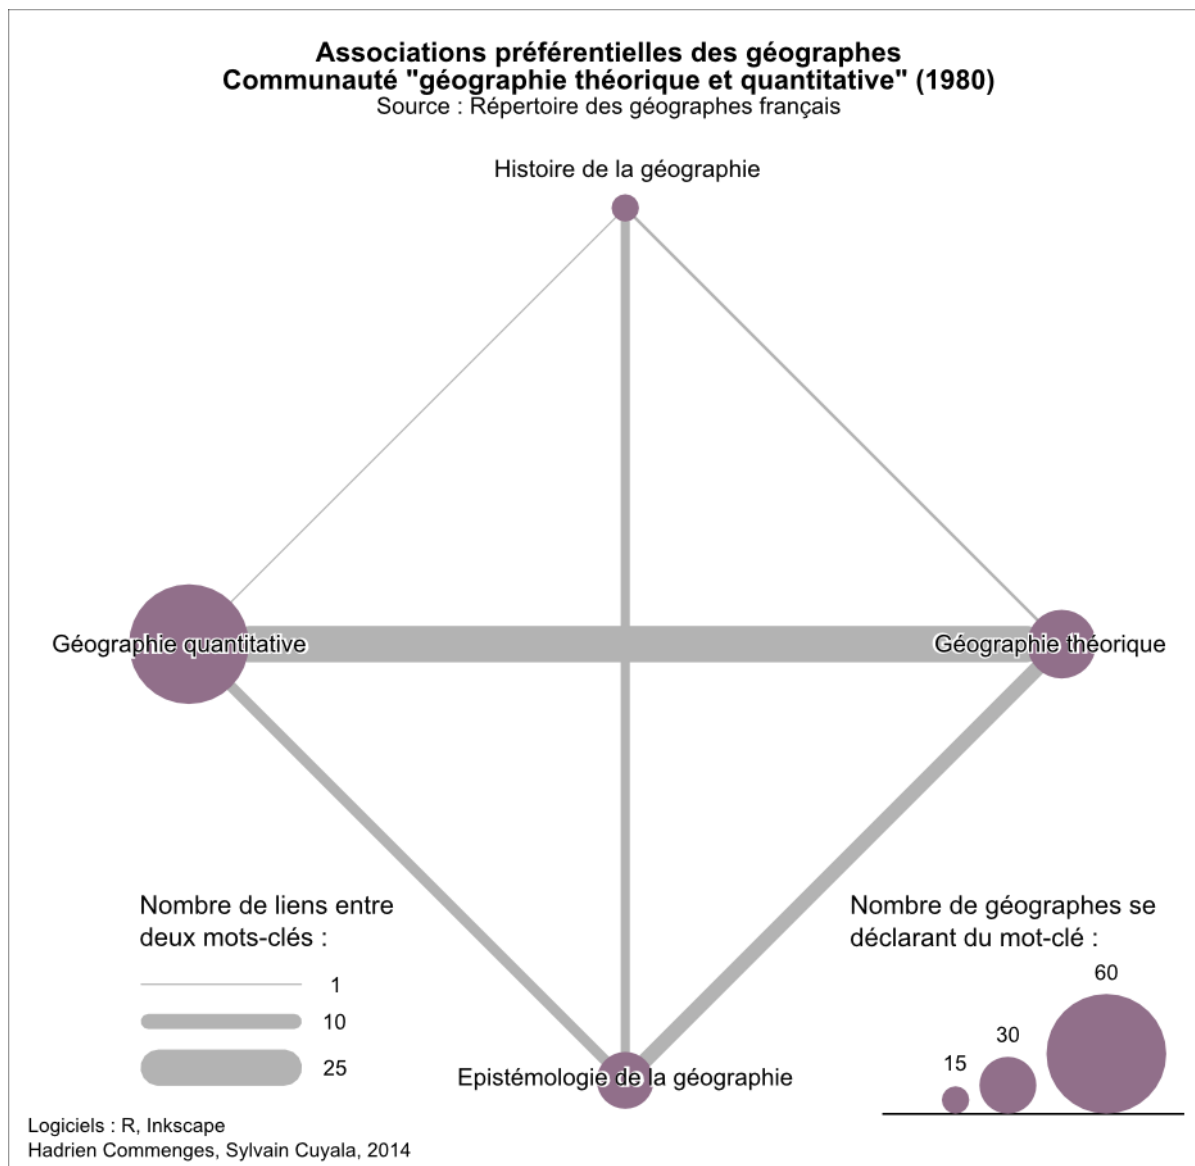 Associations préférentielles des géographes
Communauté "géographie théorique et quantitative" (1980)
Source : Répertoire des géographes français
Histoire de la géographie
Géographie quantitative
Géographie théorique
Epistémologie de la géographie
Nombre de liens entre
deux mots-clés :
1
10
25
Nombre de géographes se
déclarant du mot-clé :
15
30
60
Logiciels : R, Inkscape
Hadrien Commenges, Sylvain Cuyala, 2014